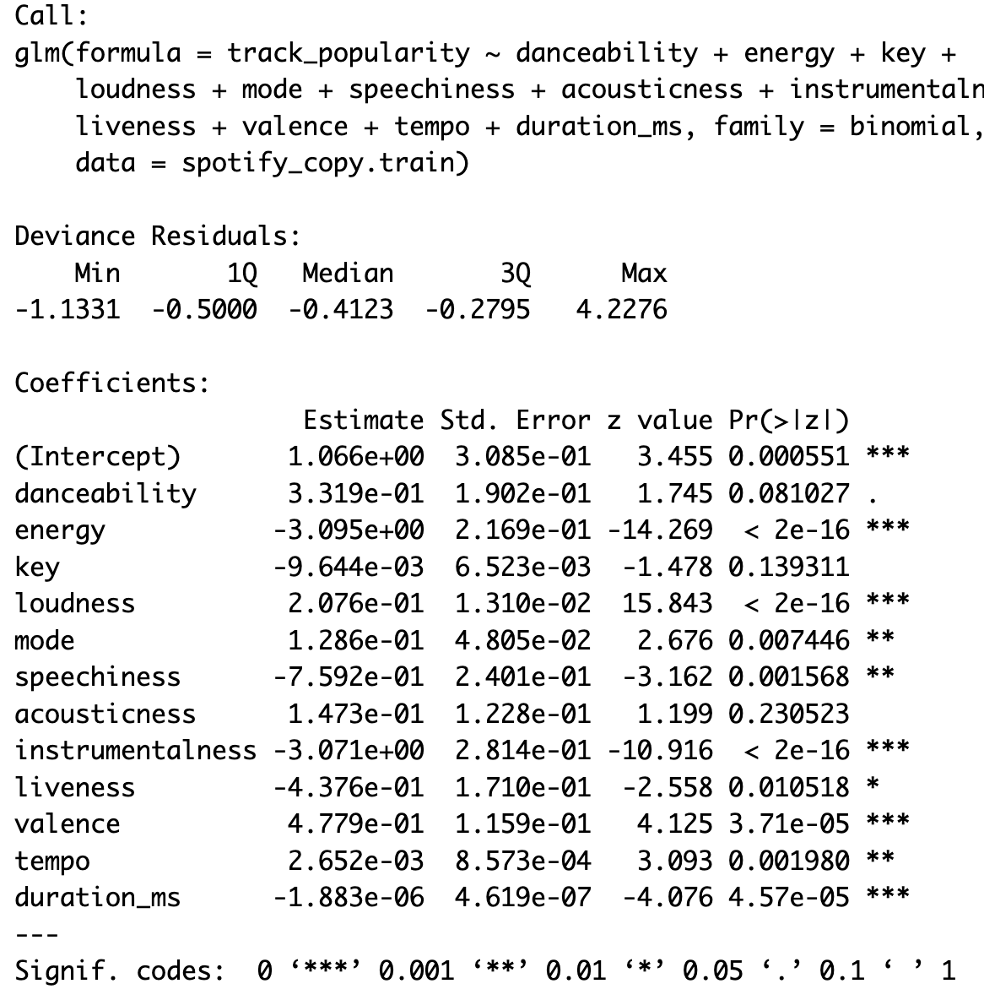 Call:
glm(formula = track_popularity ~ danceability + energy + key +
    loudness + mode + speechiness + acousticness + instrumentaln
    liveness + valence + tempo + duration_ms, family = binomial,
    data = spotify_copy.train)

Deviance Residuals:
    Min       1Q   Median       3Q      Max
-1.1331  -0.5000  -0.4123  -0.2795   4.2276

Coefficients:
                   Estimate Std. Error z value Pr(>|z|)
(Intercept)       1.066e+00  3.085e-01   3.455 0.000551 ***
danceability      3.319e-01  1.902e-01   1.745 0.081027 .
energy           -3.095e+00  2.169e-01 -14.269  < 2e-16 ***
key              -9.644e-03  6.523e-03  -1.478 0.139311
loudness          2.076e-01  1.310e-02  15.843  < 2e-16 ***
mode              1.286e-01  4.805e-02   2.676 0.007446 **
speechiness      -7.592e-01  2.401e-01  -3.162 0.001568 **
acousticness      1.473e-01  1.228e-01   1.199 0.230523
instrumentalness -3.071e+00  2.814e-01 -10.916  < 2e-16 ***
liveness         -4.376e-01  1.710e-01  -2.558 0.010518 *
valence           4.779e-01  1.159e-01   4.125 3.71e-05 ***
tempo             2.652e-03  8.573e-04   3.093 0.001980 **
duration_ms      -1.883e-06  4.619e-07  -4.076 4.57e-05 ***
---
Signif. codes:  0 ‘***’ 0.001 ‘**’ 0.01 ‘*’ 0.05 ‘.’ 0.1 ‘ ’ 1